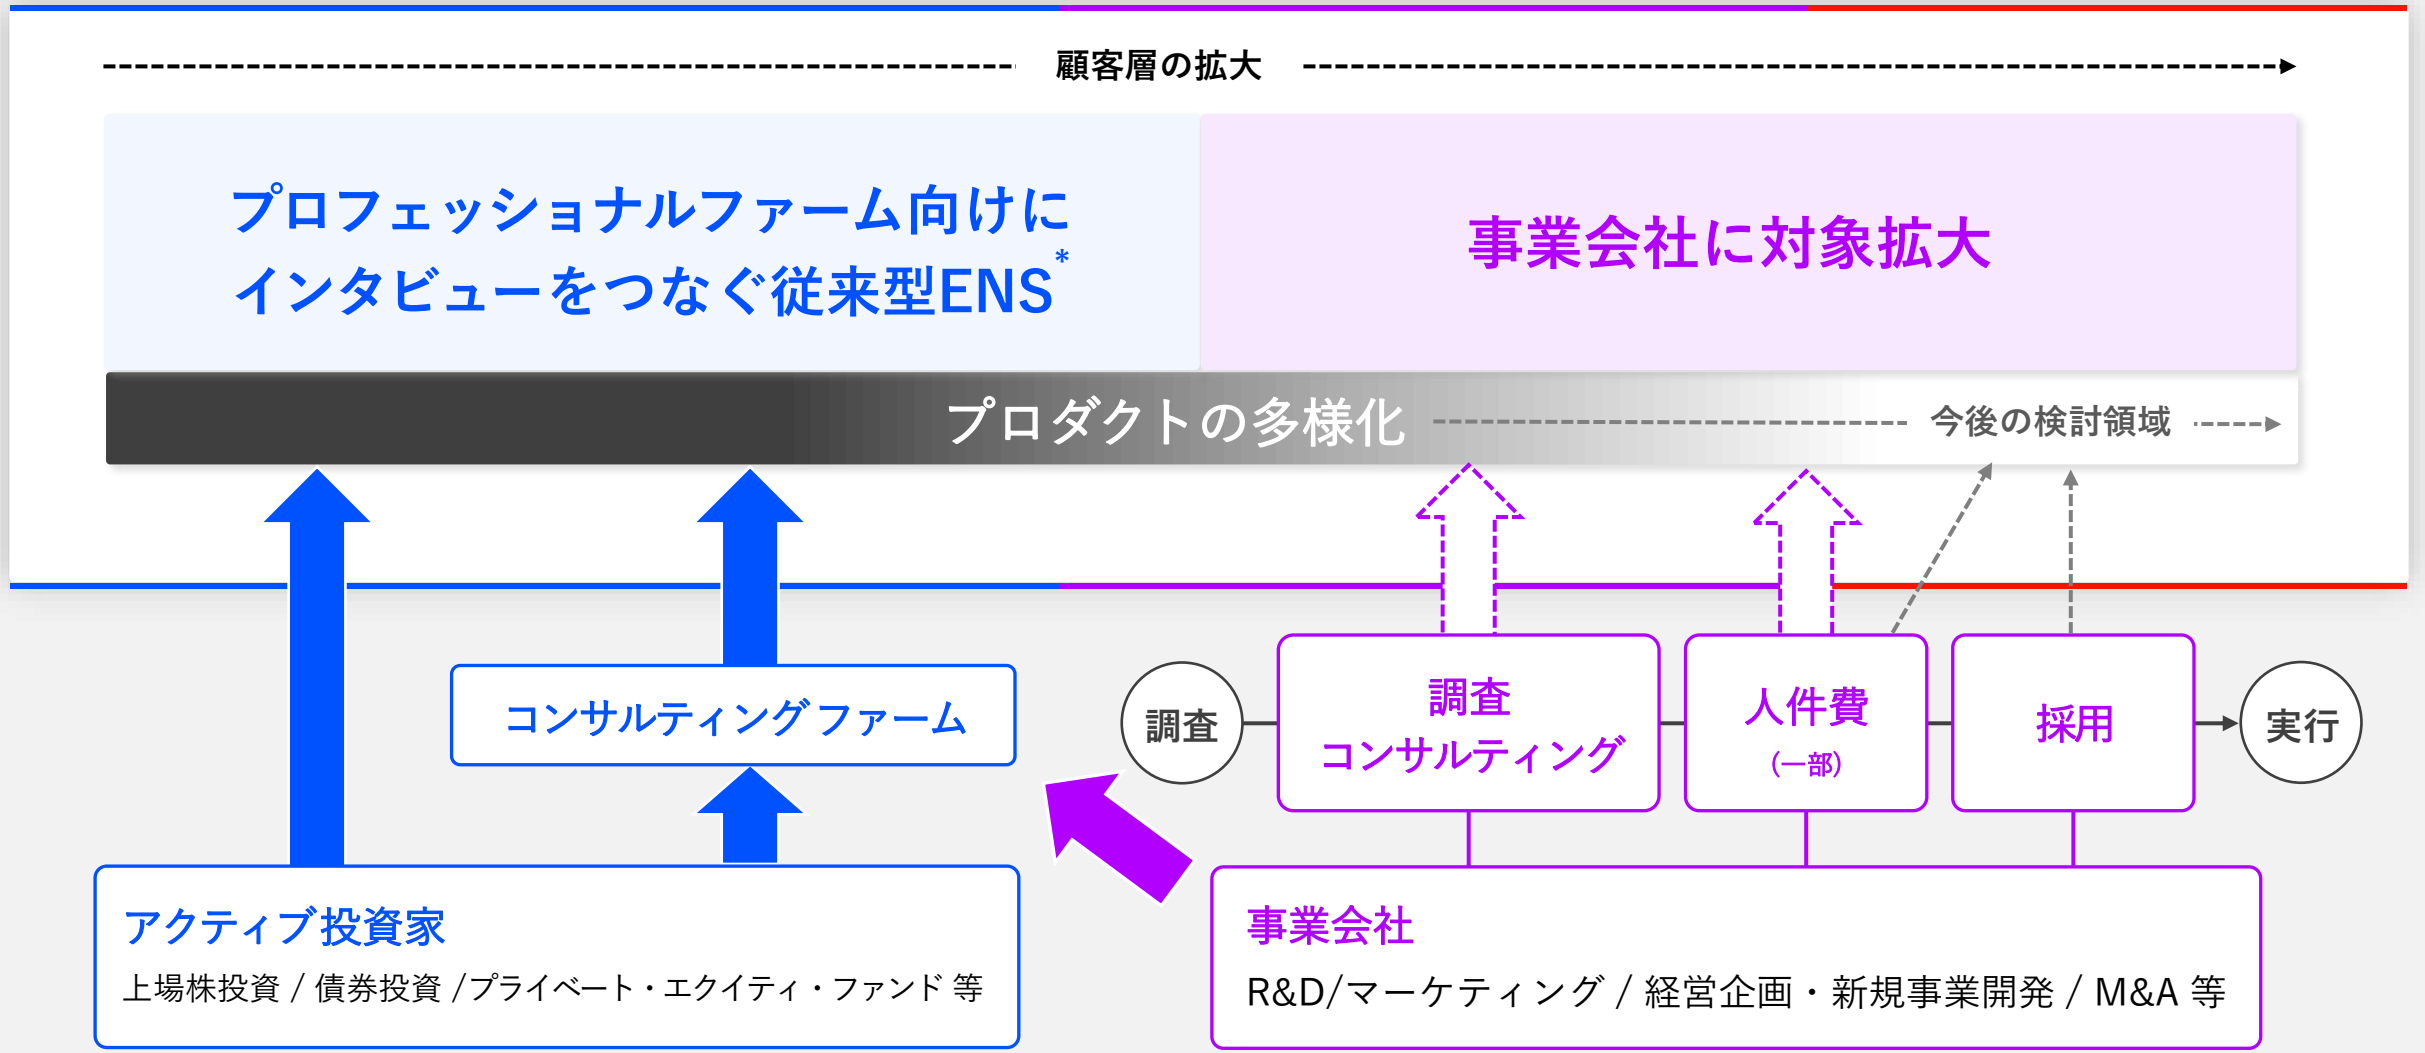 顧客層の拡大
プロフェッショナルファーム向けに
インタビューをつなぐ従来型ENS*
事業会社に対象拡大
プロダクトの多様化
今後の検討領域
コンサルティングファーム
調査
調査
コンサルティング
人件費
(一部)
採用
実行
アクティブ投資家
上場株投資 / 債券投資 /プライベート・エクイティ・ファンド 等
事業会社
R&D/マーケティング / 経営企画・新規事業開発 / M&A 等